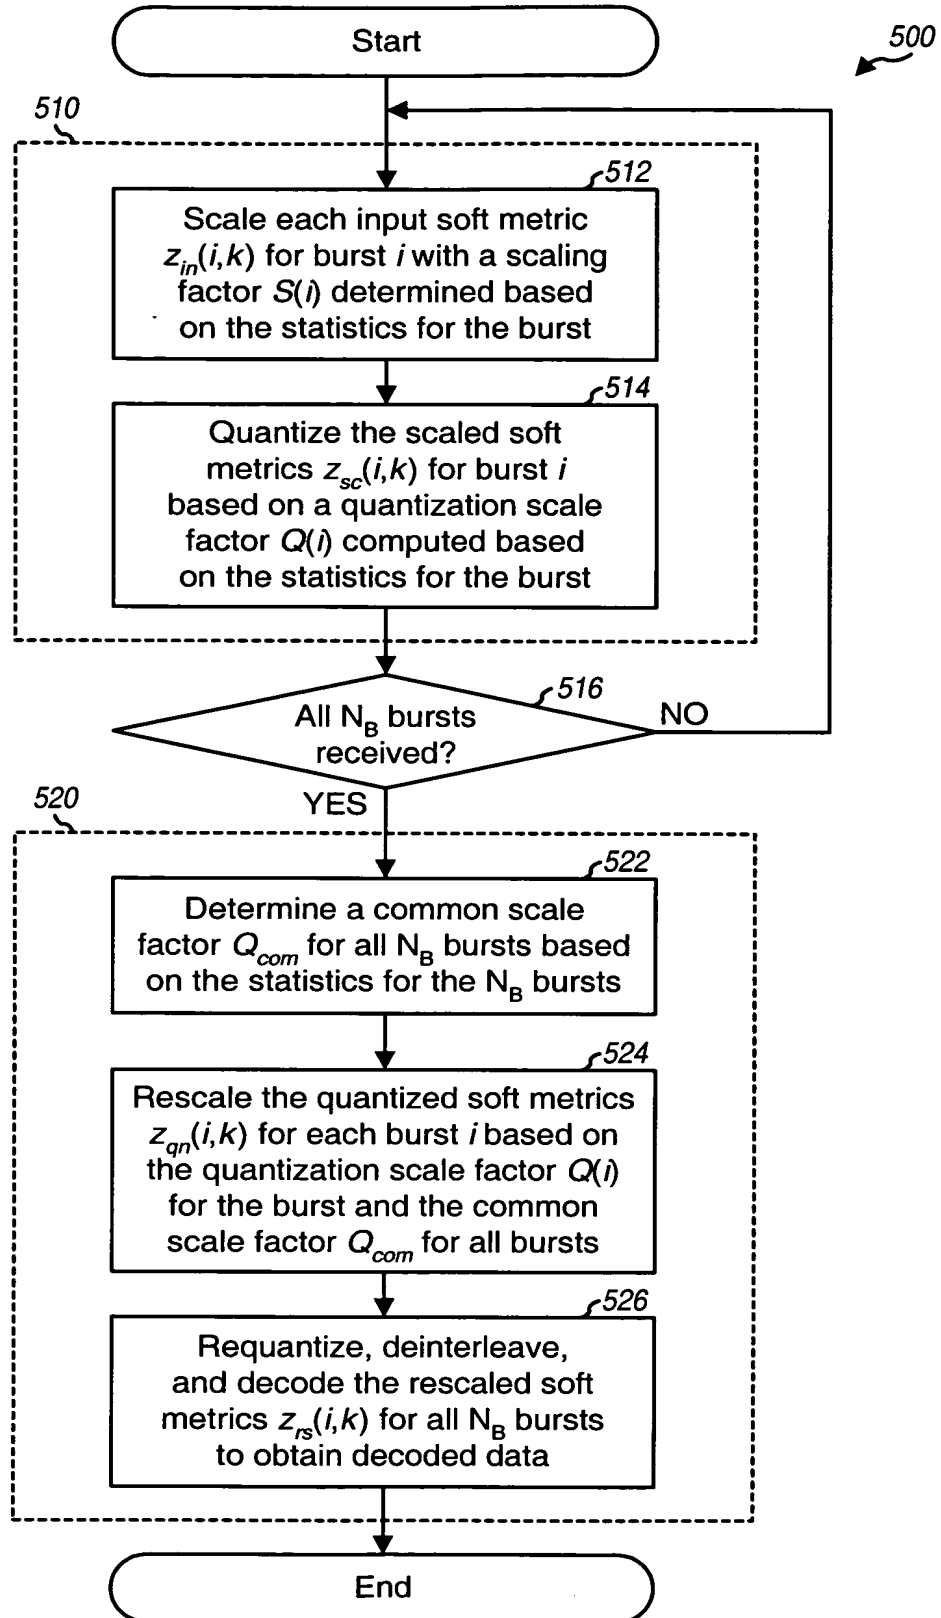 Start
500
510
512
Scale each input soft metric
z_in(i,k) for burst i with a scaling
factor S(i) determined based
on the statistics for the burst
514
Quantize the scaled soft
metrics z_sc(i,k) for burst i
based on a quantization scale
factor Q(i) computed based
on the statistics for the burst
516
All N_B bursts
received?
NO
YES
520
522
Determine a common scale
factor Q_com for all N_B bursts based
on the statistics for the N_B bursts
524
Rescale the quantized soft metrics
z_qn(i,k) for each burst i based on
the quantization scale factor Q(i)
for the burst and the common
scale factor Q_com for all bursts
526
Requantize, deinterleave,
and decode the rescaled soft
metrics z_rs(i,k) for all N_B bursts
to obtain decoded data
End